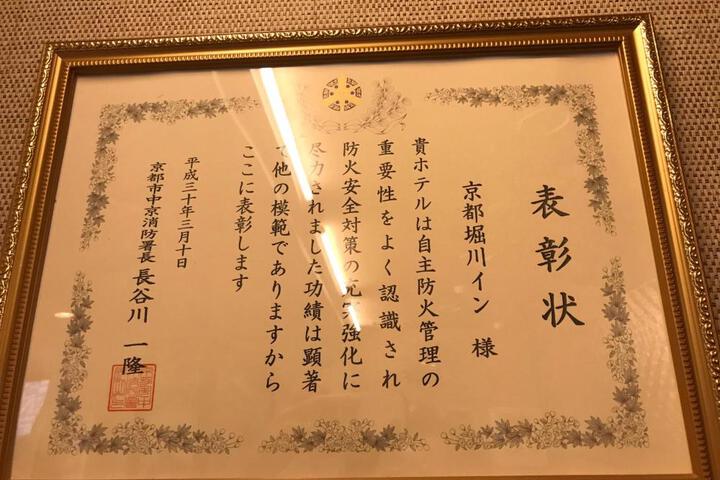 表彰状
京都堀川イン 様
貴ホテルは自主防火管理の
重要性をよく認識され
防火安全対策の充実強化に
尽力されました功績は顕著
で他の模範でありますから
ここに表彰します
平成三十年三月十日
京都市中京消防署長 長谷川 一隆